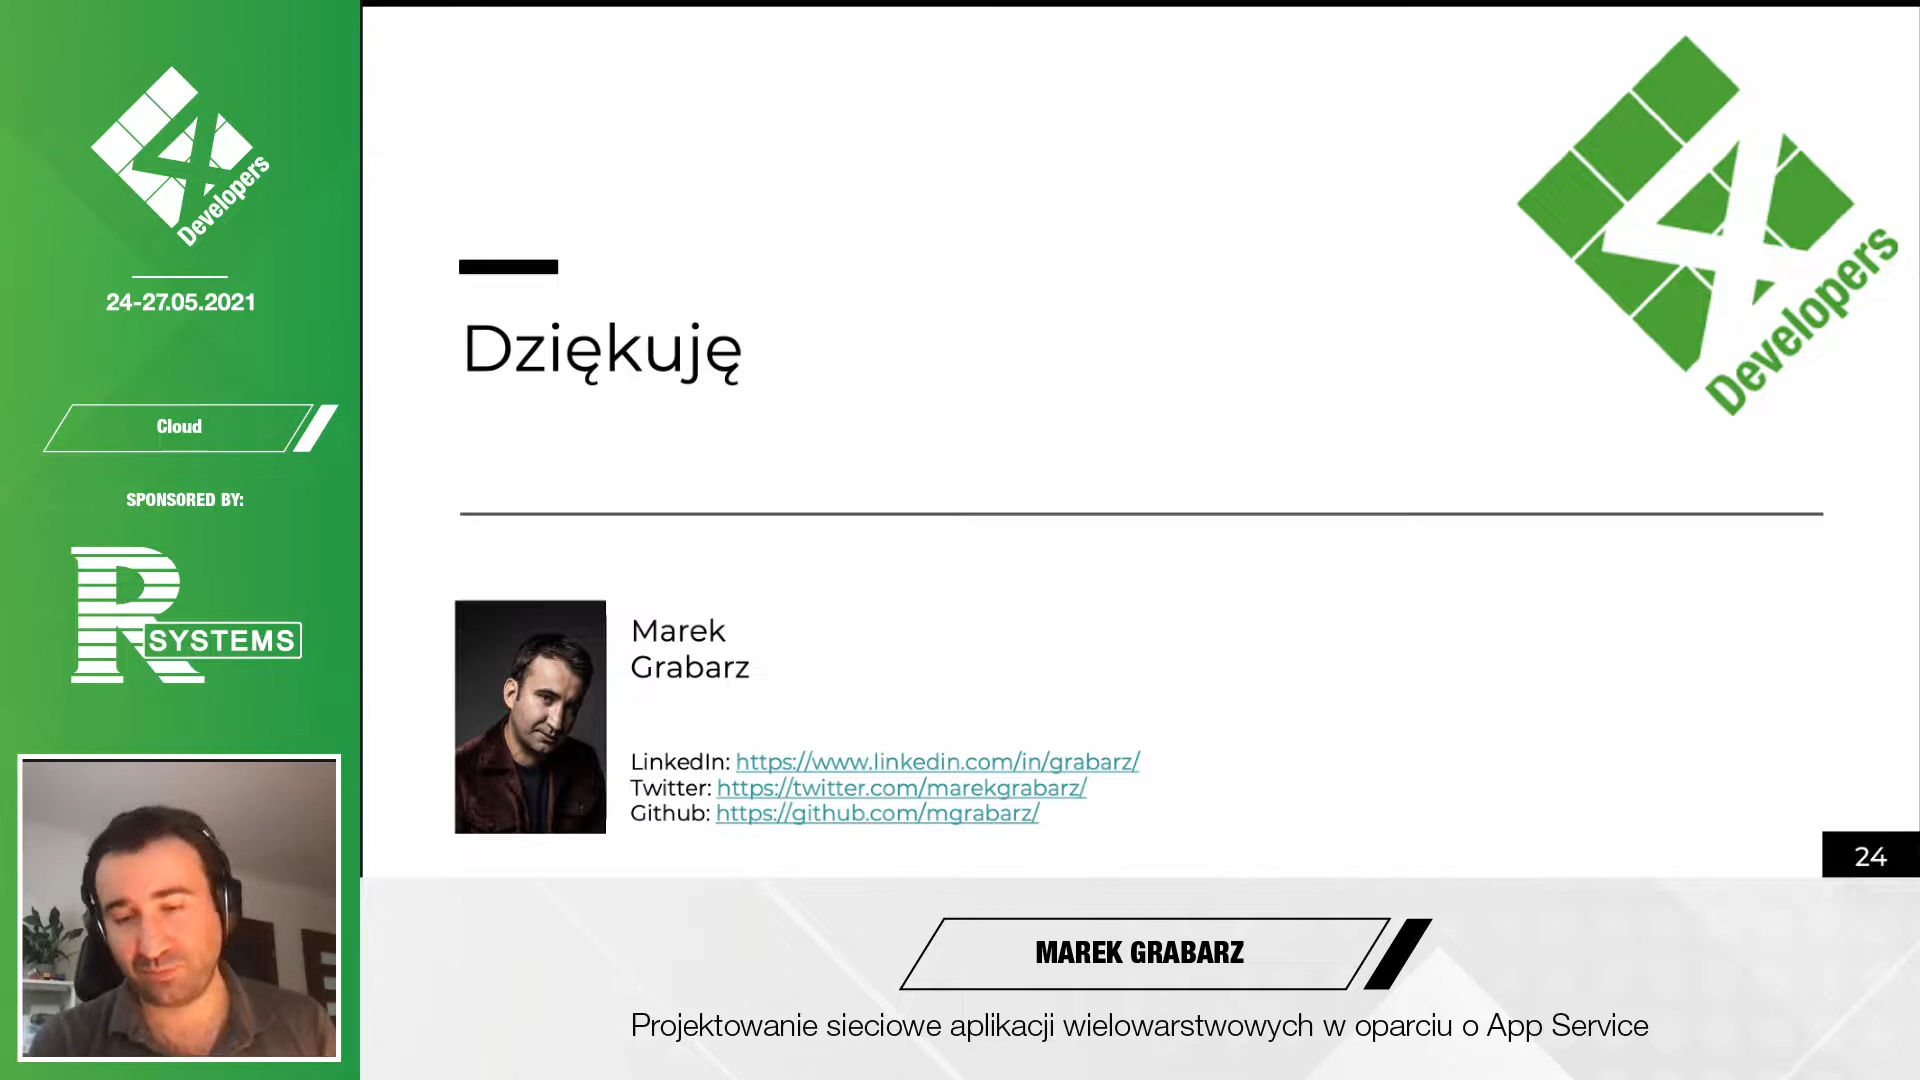 4
Developers
24-27.05.2021
Cloud
SPONSORED BY:
R SYSTEMS
4
Developers
Dziękuję
Marek
Grabarz
LinkedIn: https://www.linkedin.com/in/grabarz/
Twitter: https://twitter.com/marekgrabarz/
Github: https://github.com/mgrabarz/
24
MAREK GRABARZ
Projektowanie sieciowe aplikacji wielowarstwowych w oparciu o App Service